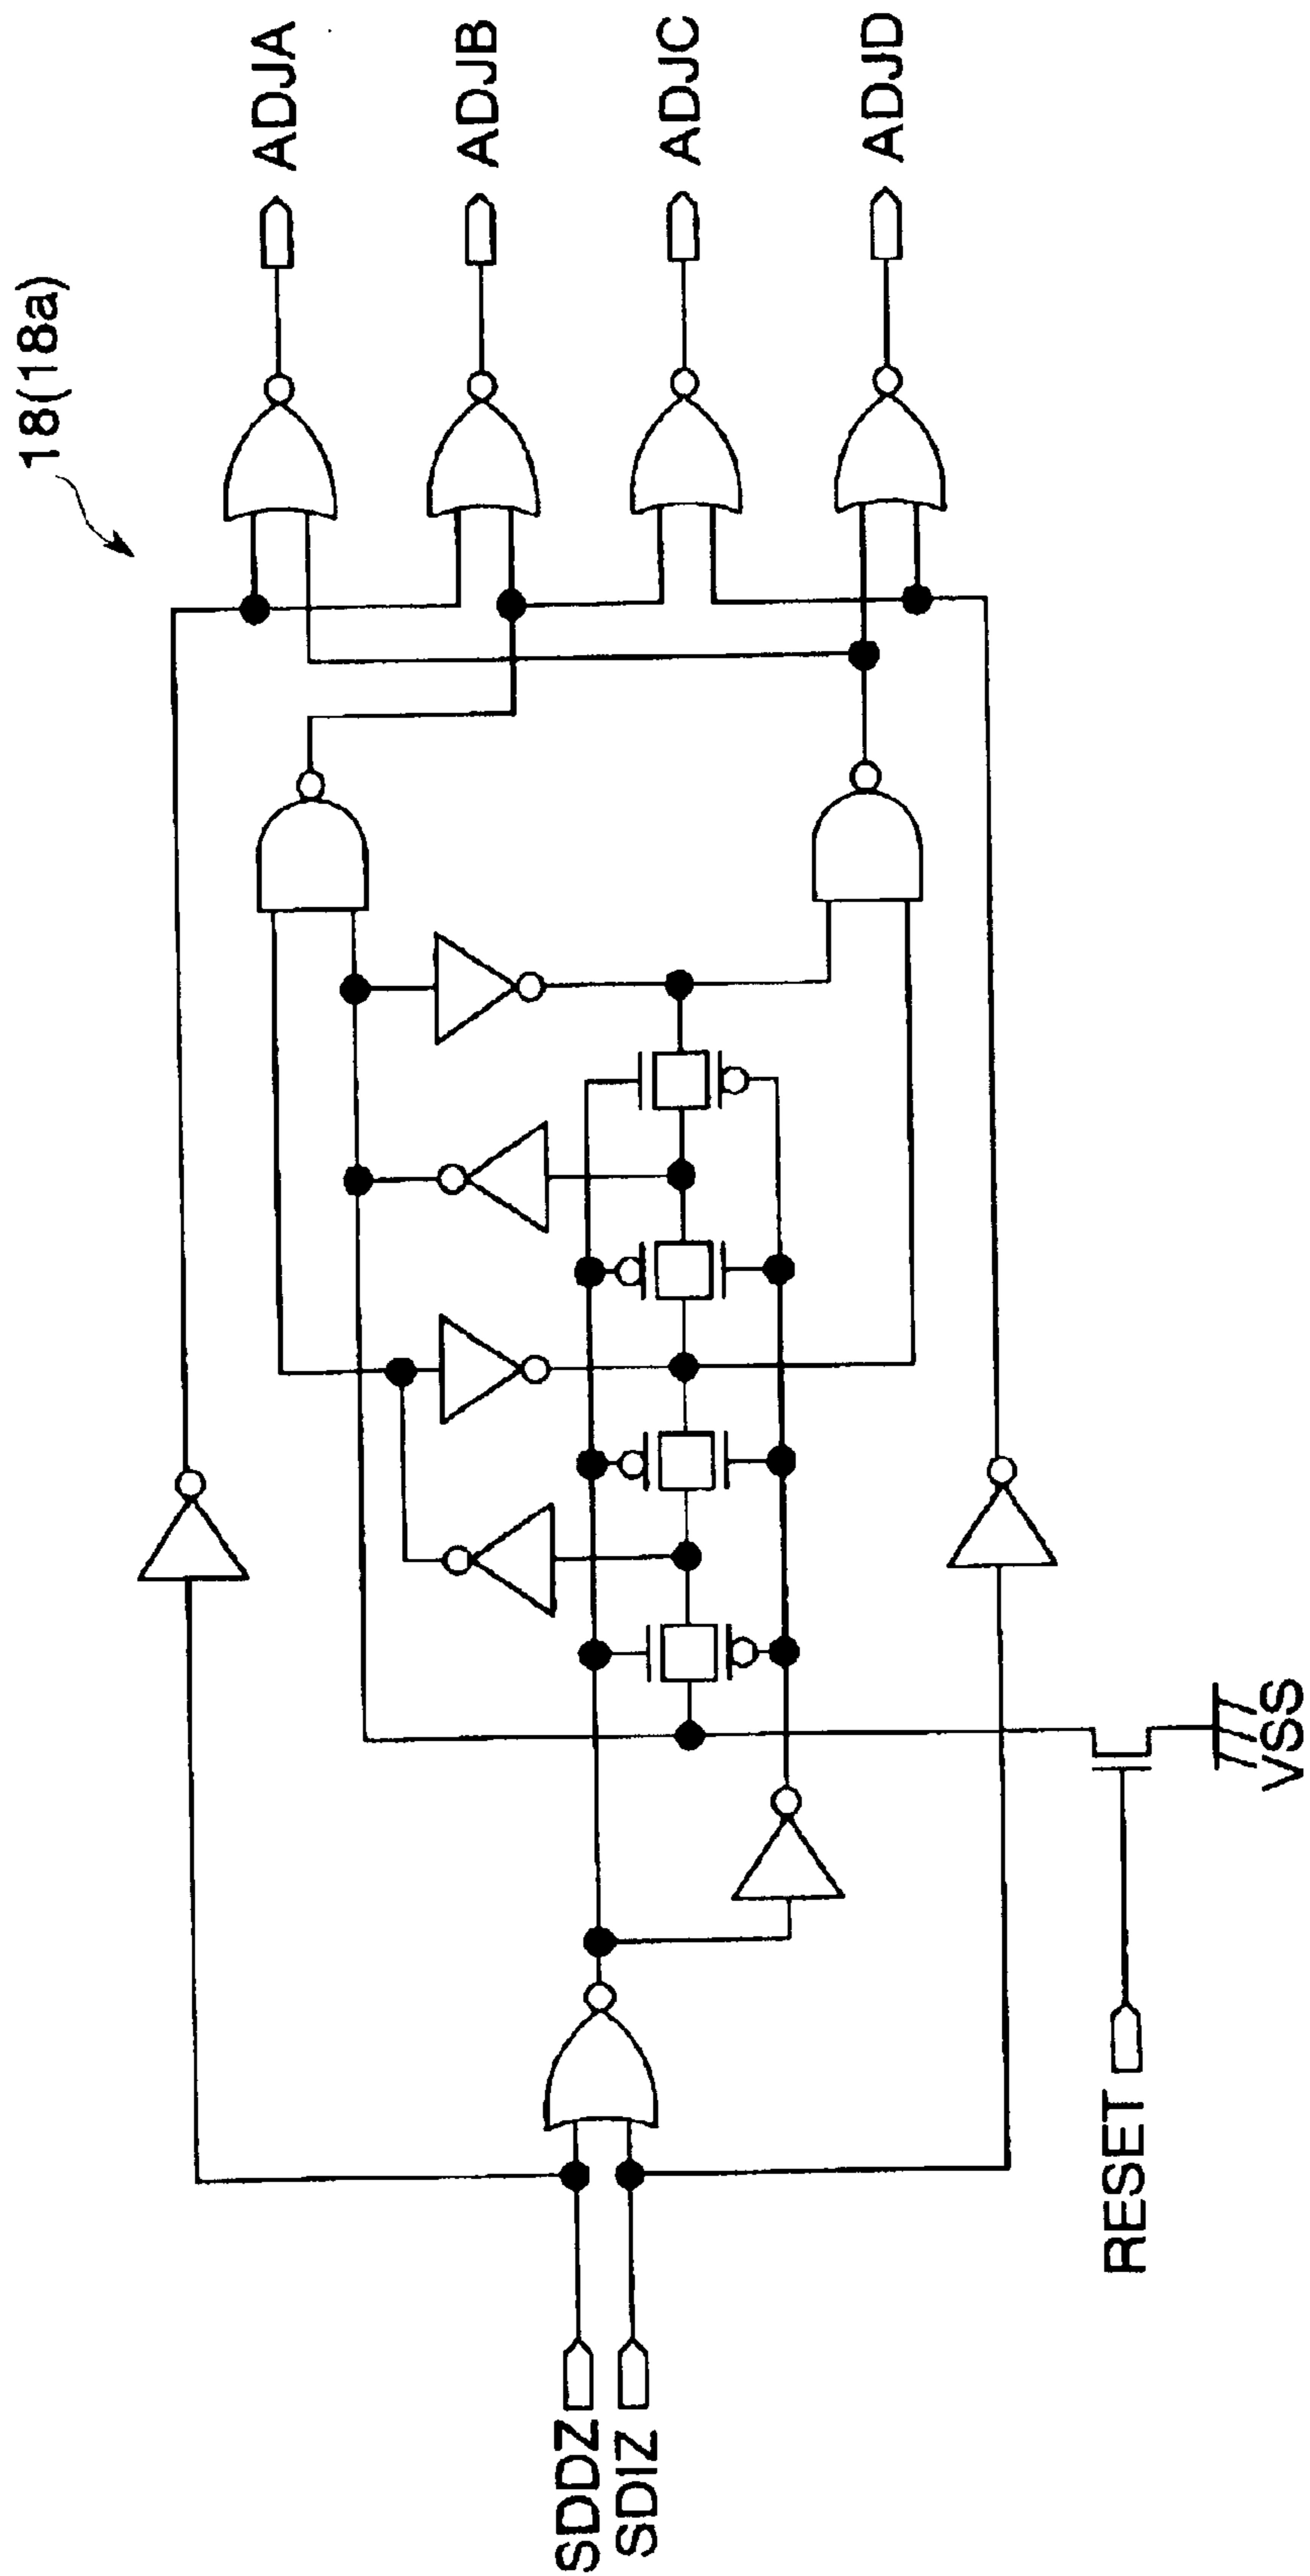 18(18a)
ADJA
ADJB
ADJC
ADJD
SDDZ
SDIZ
RESET
VSS